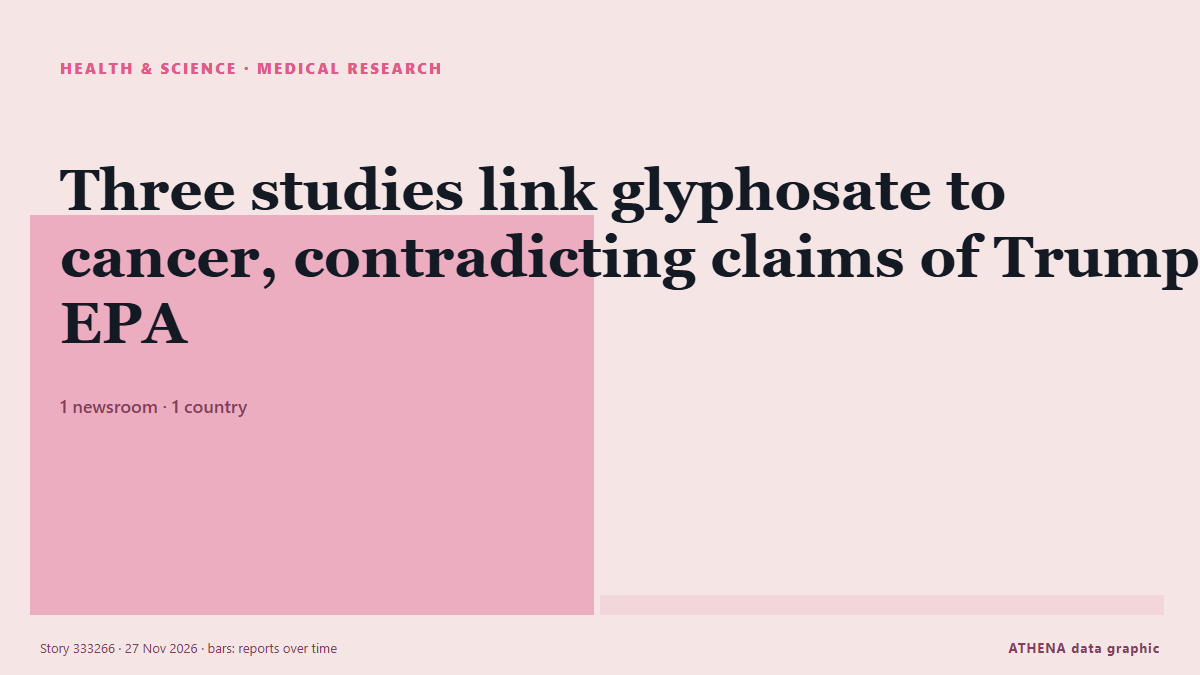 HEALTH & SCIENCE · MEDICAL RESEARCH
Three studies link glyphosate to
cancer, contradicting claims of Trump
EPA
1 newsroom · 1 country
Story 333266 · 27 Nov 2026 · bars: reports over time
ATHENA data graphic